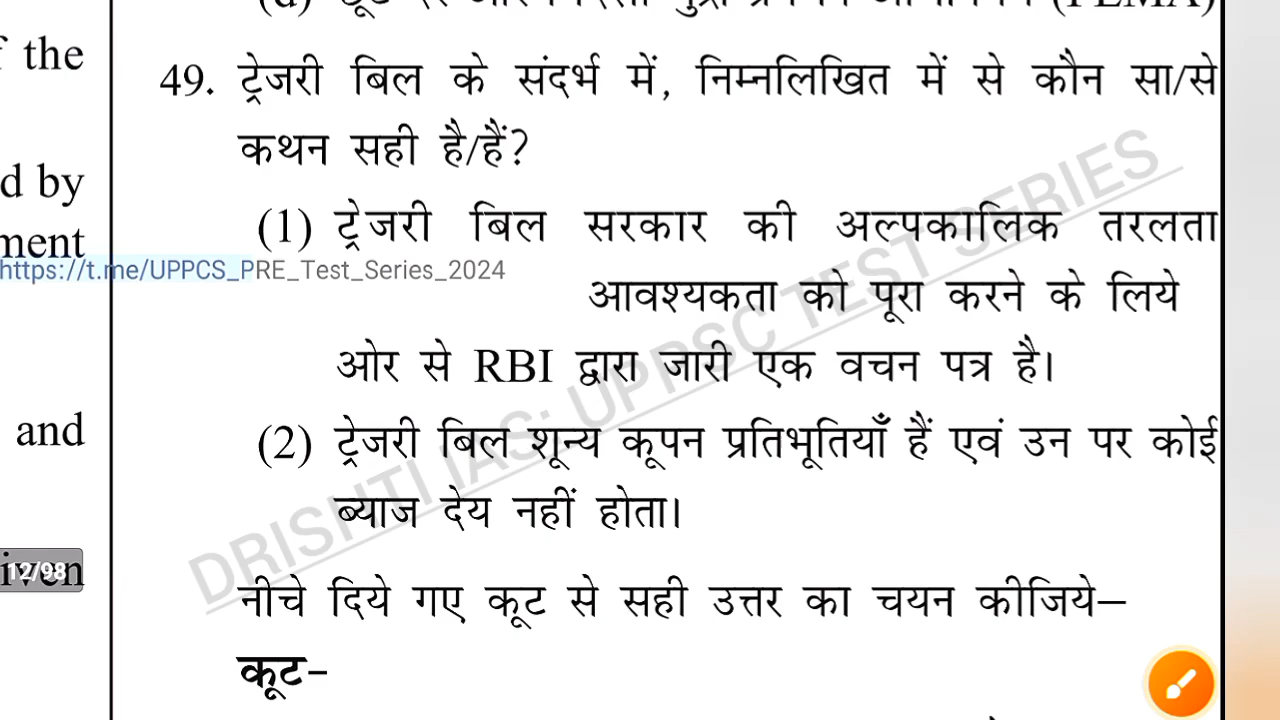 (FEMA)
f the
49. ट्रेजरी बिल के संदर्भ में, निम्नलिखित में से कौन सा/से
कथन सही है/हैं?
d by
(1) ट्रेजरी बिल सरकार की अल्पकालिक तरलता
ment
https://t.me/UPPCS_PRE_Test_Series_2024
आवश्यकता को पूरा करने के लिये
ओर से RBI द्वारा जारी एक वचन पत्र है।
and
(2) ट्रेजरी बिल शून्य कूपन प्रतिभूतियाँ हैं एवं उन पर कोई
ब्याज देय नहीं होता।
iven
12/98
नीचे दिये गए कूट से सही उत्तर का चयन कीजिये–
कूट-
DRISHTI IAS: UPPSC TEST SERIES